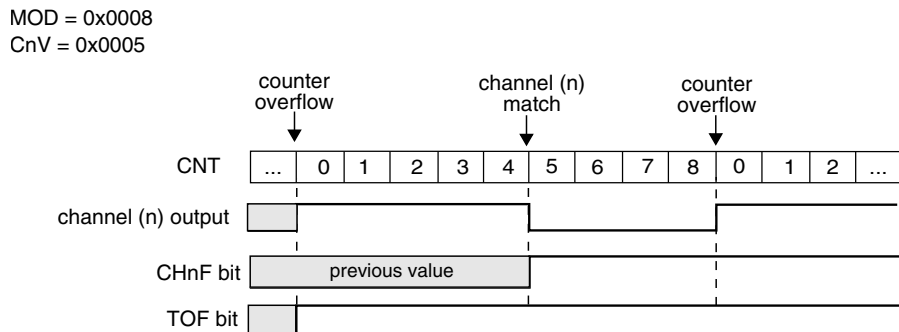 MOD = 0x0008
CnV = 0x0005
counter overflow
channel (n) match
counter overflow
CNT ... 0 1 2 3 4 5 6 7 8 0 1 2 ...
channel (n) output
CHnF bit previous value
TOF bit